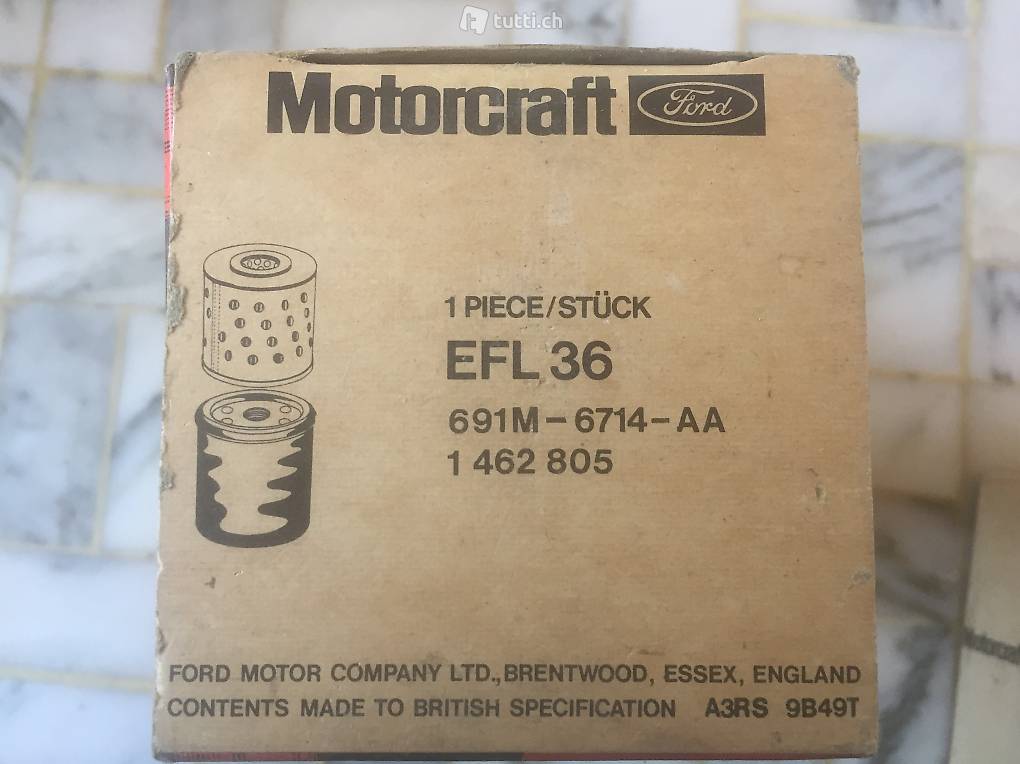 tutti.ch
Motorcraft Ford
1 PIECE/STÜCK
EFL 36
691M-6714-AA
1 462 805
FORD MOTOR COMPANY LTD., BRENTWOOD, ESSEX, ENGLAND
CONTENTS MADE TO BRITISH SPECIFICATION A3RS 9B49T